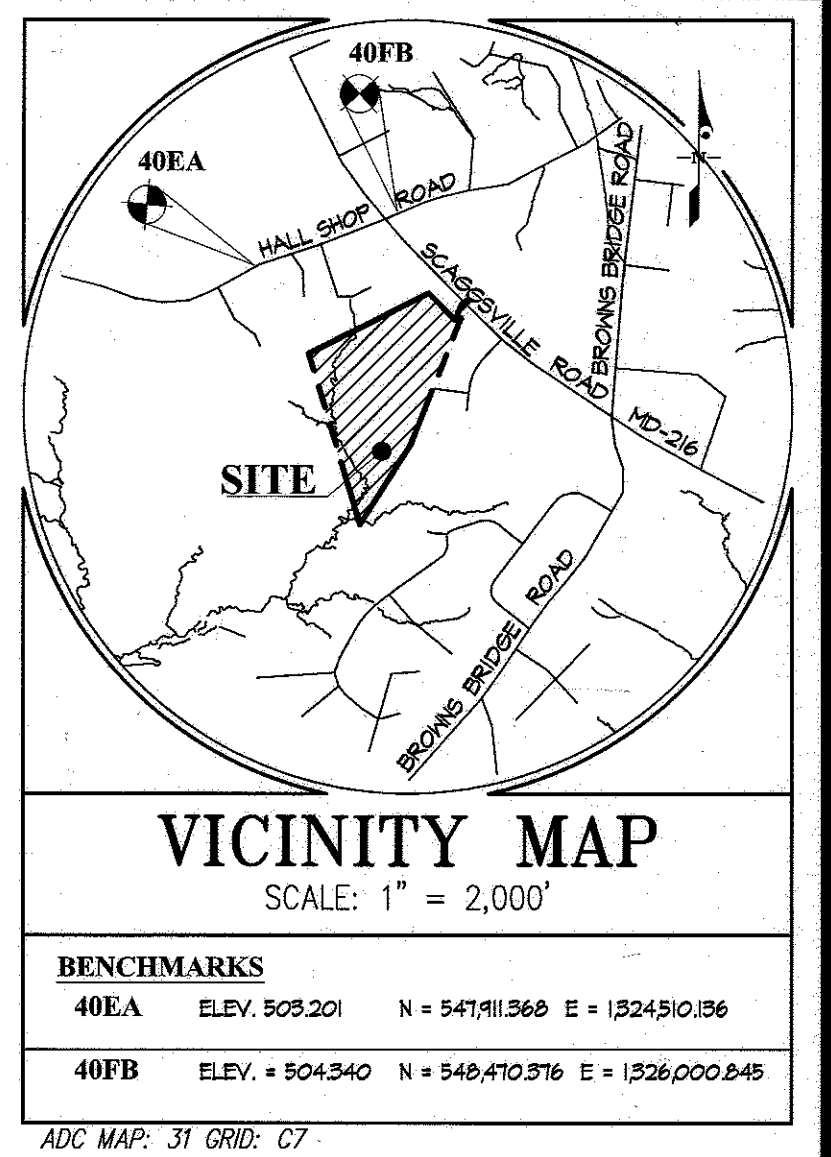 40FB
40EA
-N-
HALL SHOP ROAD
SCAGGSVILLE ROAD
BROWNS BRIDGE ROAD
MD-216
SITE
BROWNS BRIDGE ROAD
VICINITY MAP
SCALE: 1" = 2,000'
BENCHMARKS
40EA ELEV. 503.201 N = 547,911.368 E = 1,324,510.136
40FB ELEV. = 504.340 N = 548,470.376 E = 1,326,000.845
ADC MAP: 31 GRID: C7